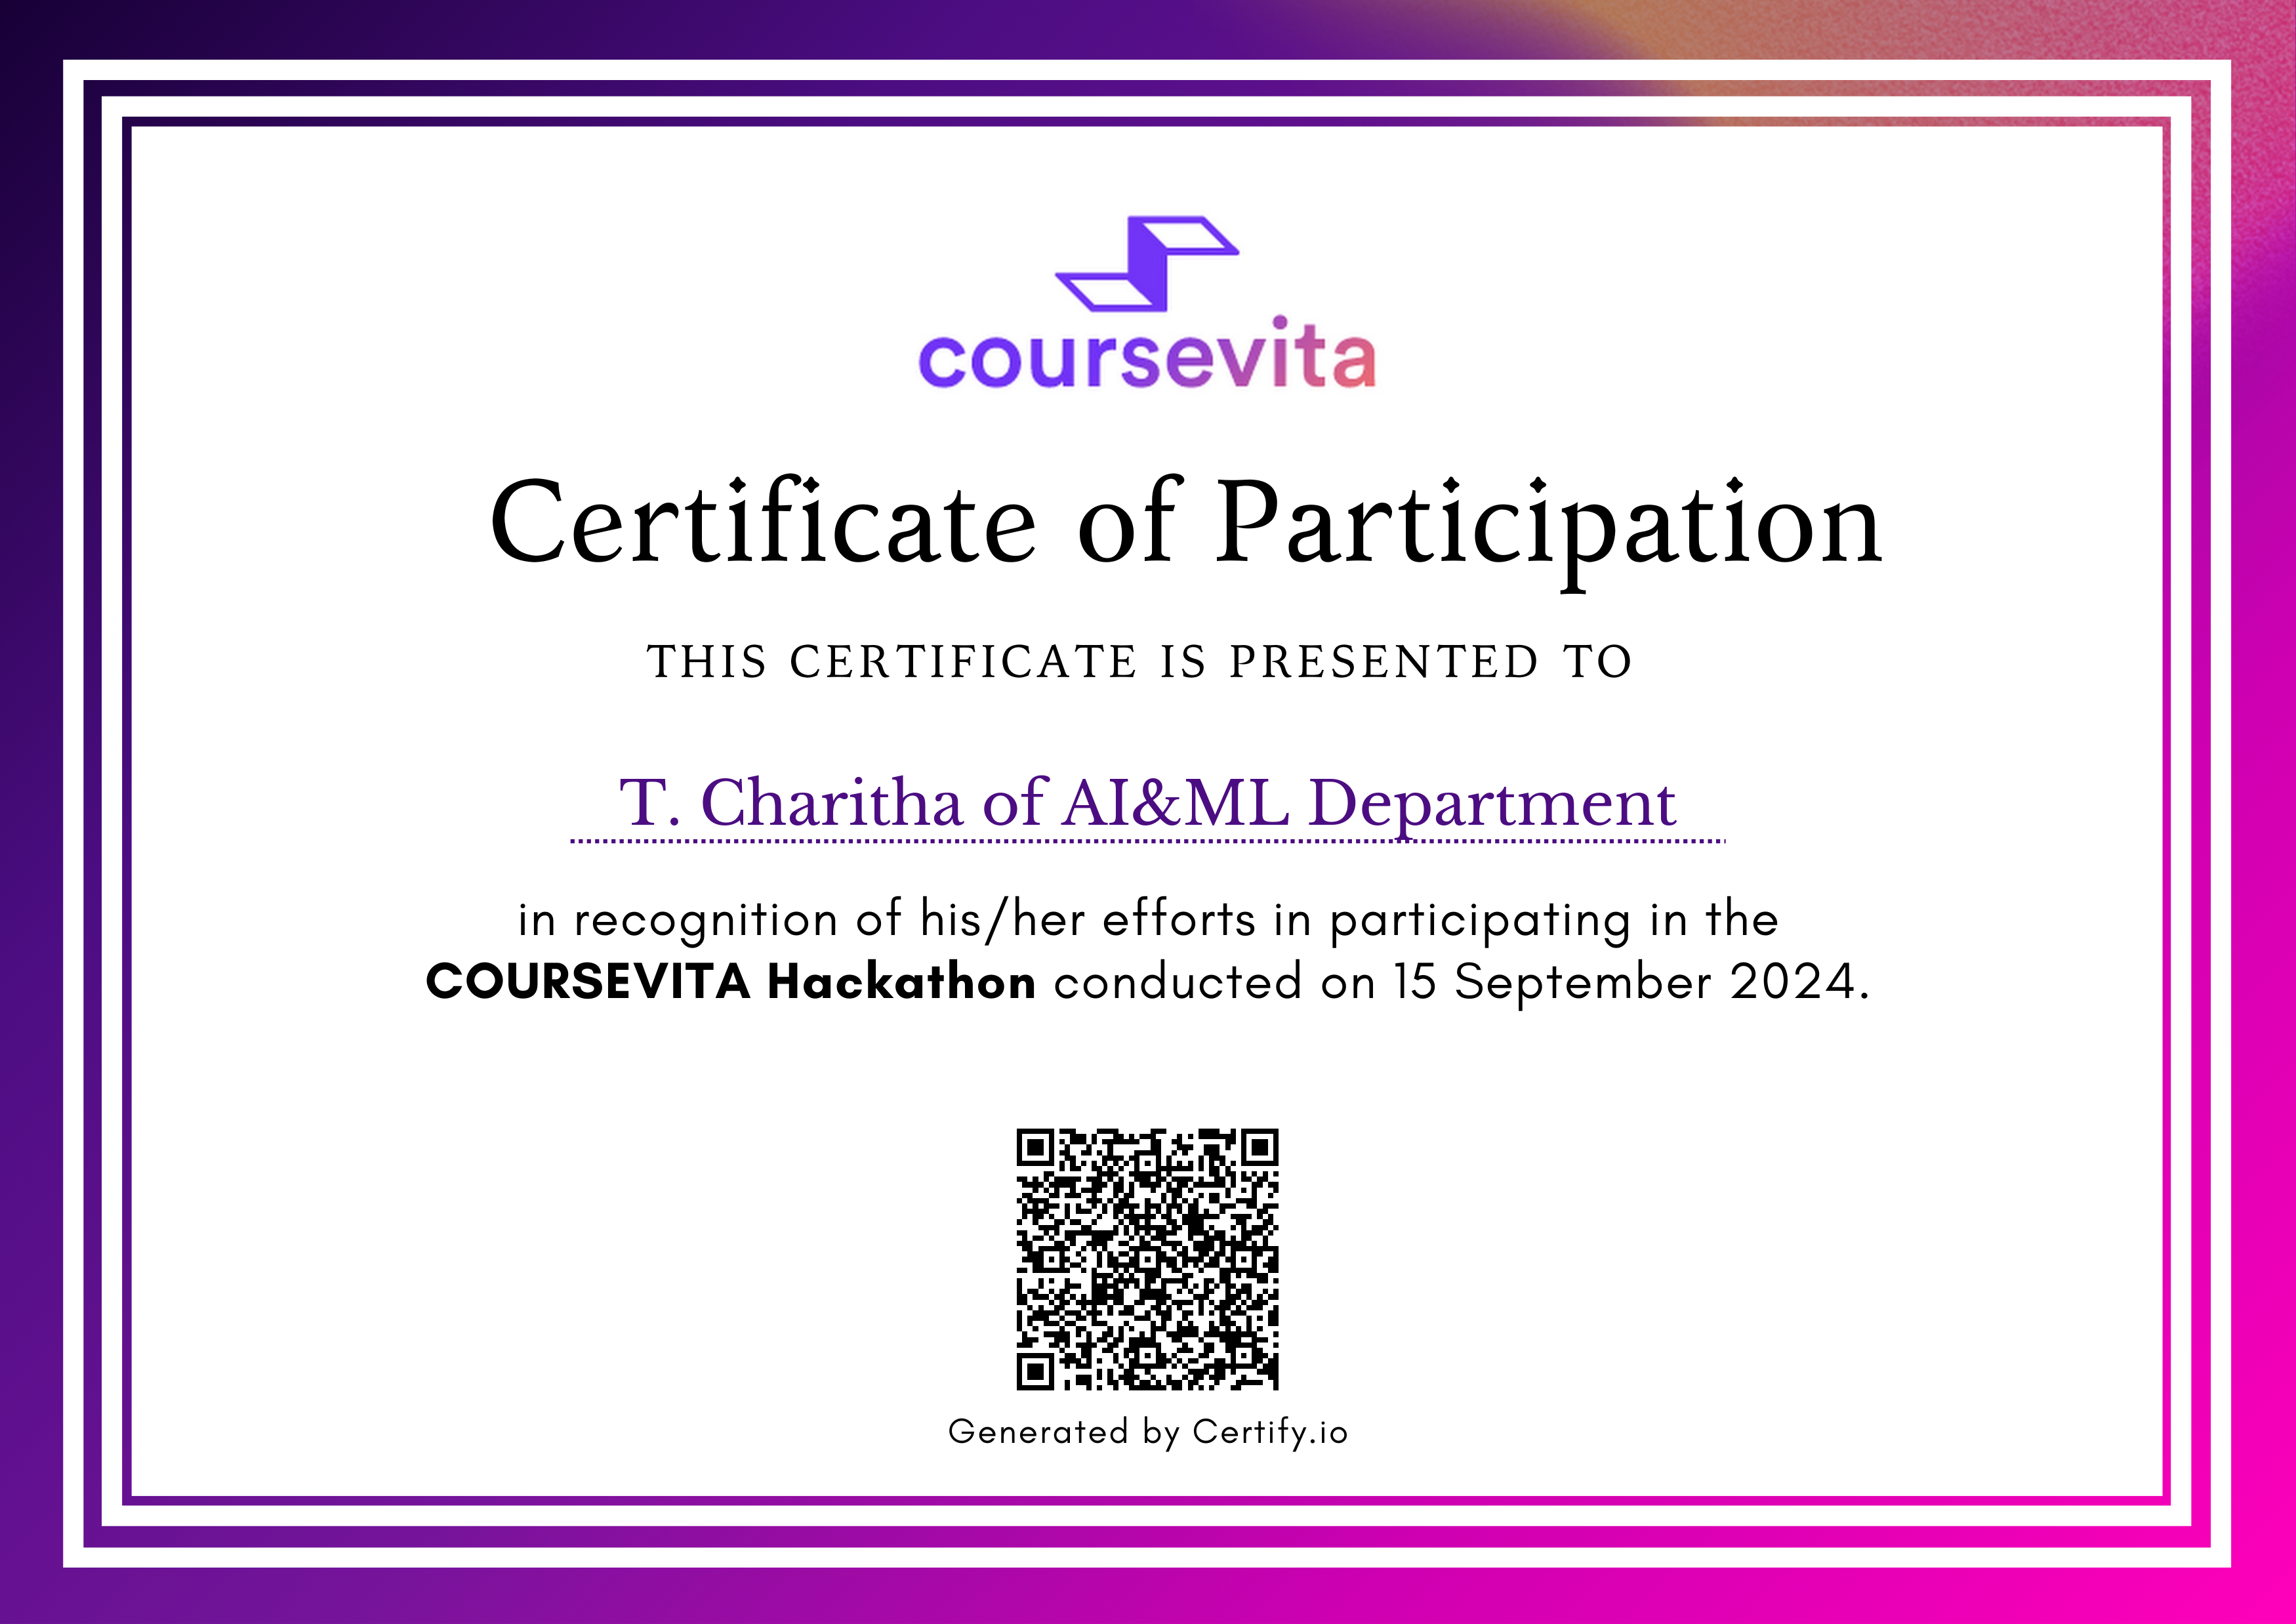 coursevita
Certificate of Participation
THIS CERTIFICATE IS PRESENTED TO
T. Charitha of AI&ML Department
in recognition of his/her efforts in participating in the
COURSEVITA Hackathon conducted on 15 September 2024.
Generated by Certify.io